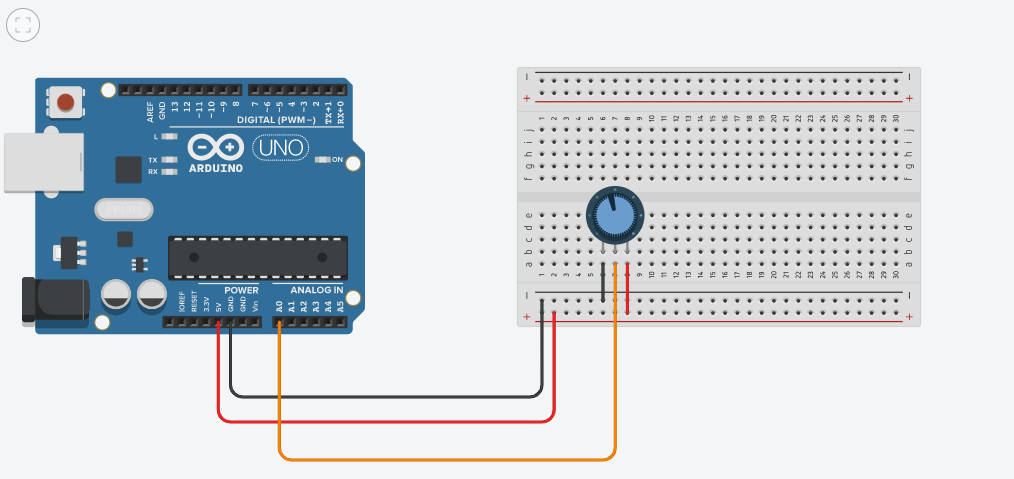 AREF
GND
13
12
~11
~10
~9
8
7
~6
~5
4
~3
2
TX→1
RX←0
DIGITAL (PWM~)
L
TX
RX
ARDUINO
UNO
ON
POWER
ANALOG IN
IOREF
RESET
3.3V
5V
GND
GND
Vin
A0
A1
A2
A3
A4
A5
− −
+ +
1 2 3 4 5 6 7 8 9 10 11 12 13 14 15 16 17 18 19 20 21 22 23 24 25 26 27 28 29 30
j j
i i
h h
g g
f f
e e
d d
c c
b b
a a
1 2 3 4 5 6 7 8 9 10 11 12 13 14 15 16 17 18 19 20 21 22 23 24 25 26 27 28 29 30
− −
+ +